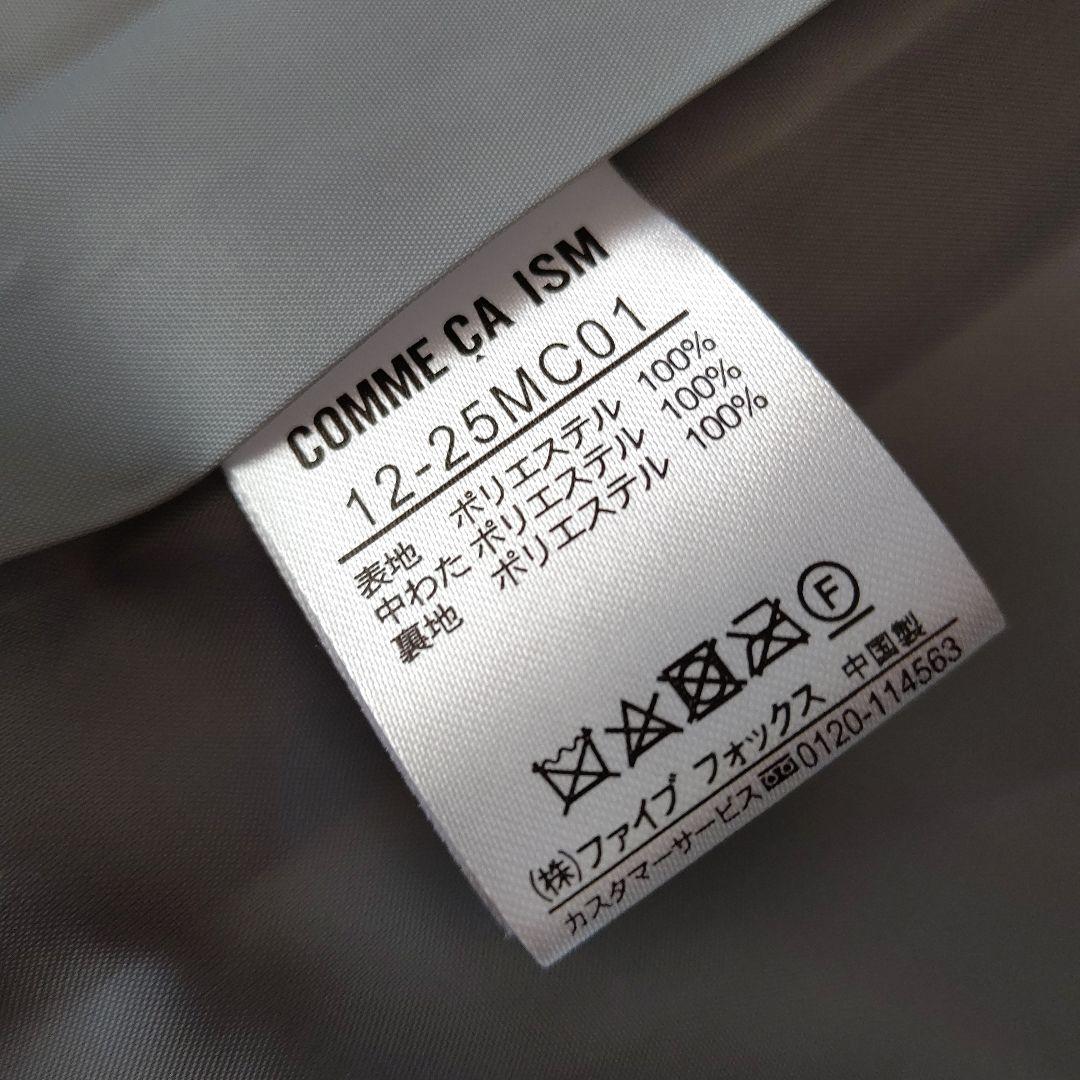 COMME ÇA ISM
12-25MC01
表地 ポリエステル 100%
中わた ポリエステル 100%
裏地 ポリエステル 100%
F
(株)ファイブ フォックス 中国製
カスタマーサービス 0120-114563